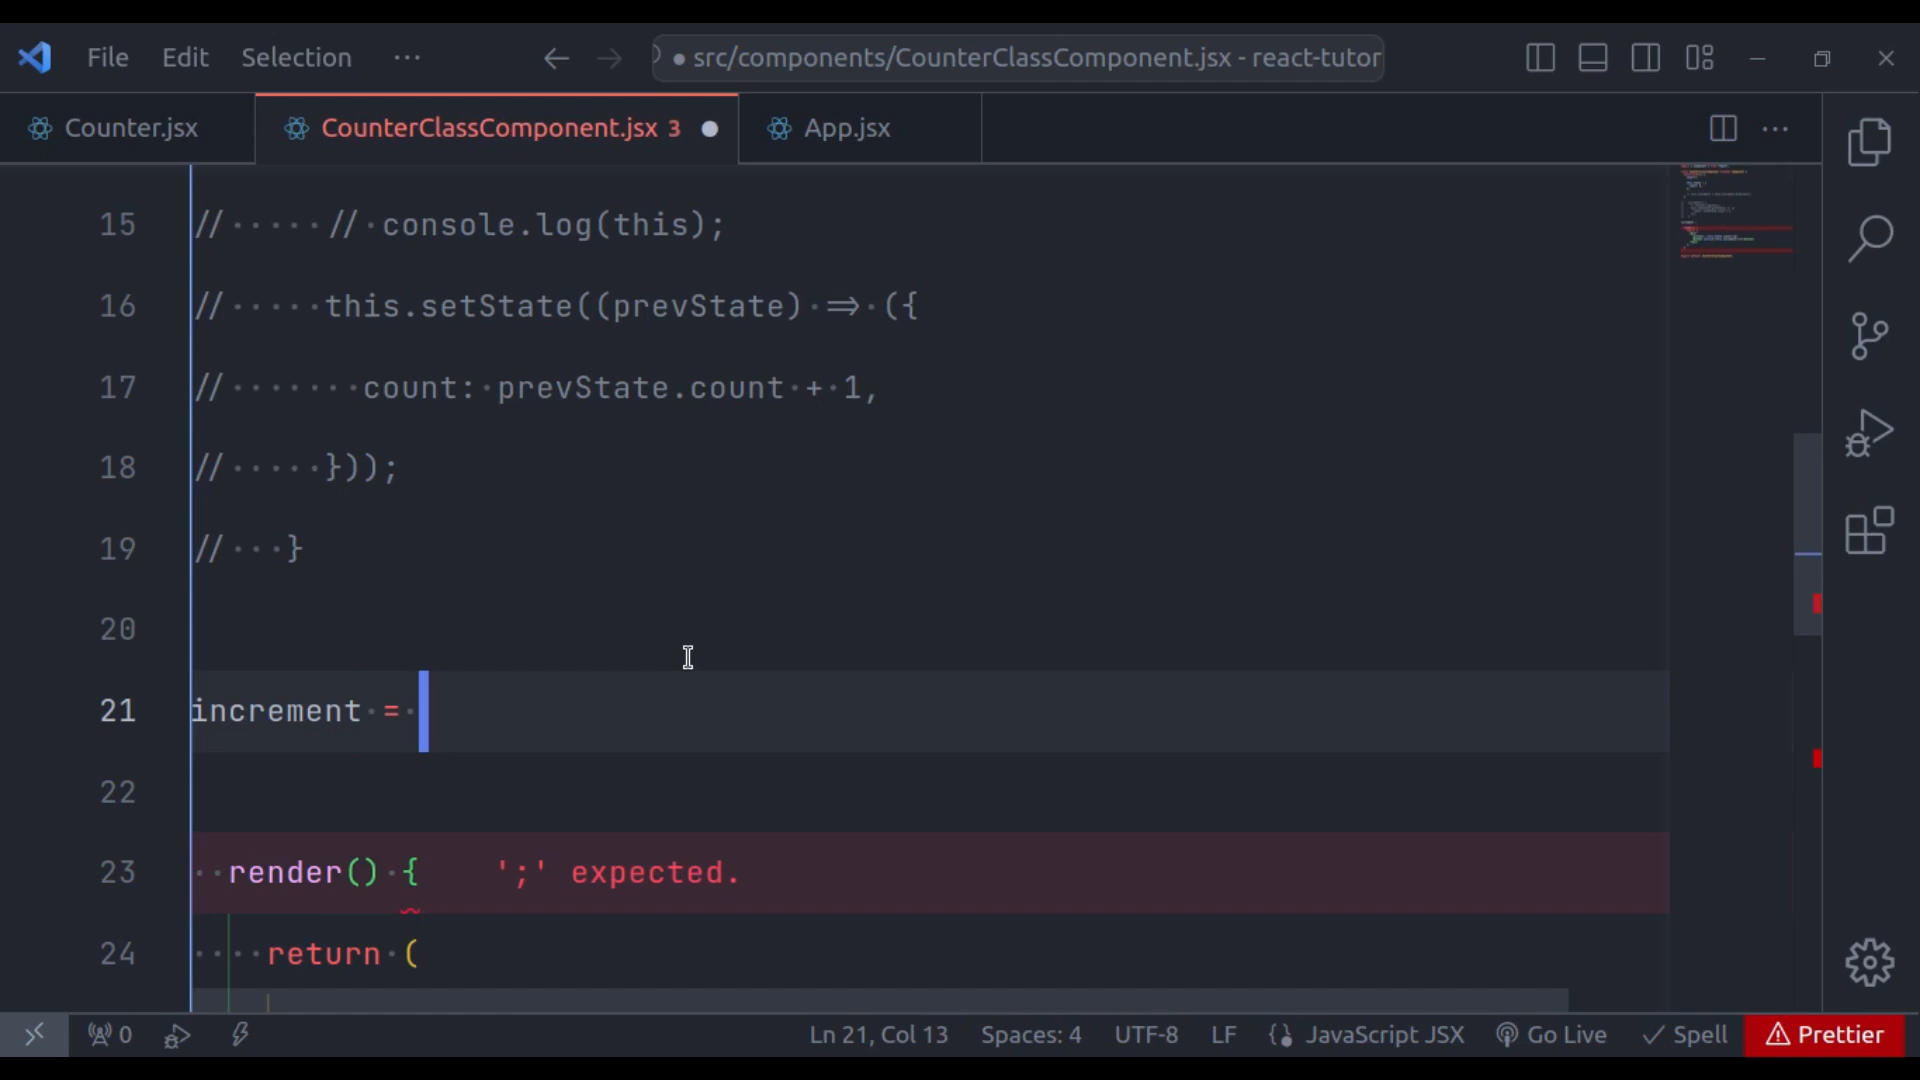 File Edit Selection ···
● src/components/CounterClassComponent.jsx - react-tutor
Counter.jsx
CounterClassComponent.jsx 3 ●
App.jsx
15 // // console.log(this);
16 // this.setState((prevState) => ({
17 // count: prevState.count + 1,
18 // }));
19 // }
20
21 increment =
22
23 render() { ';' expected.
24 return (
0
Ln 21, Col 13 Spaces: 4 UTF-8 LF {} JavaScript JSX Go Live ✓ Spell ⚠ Prettier